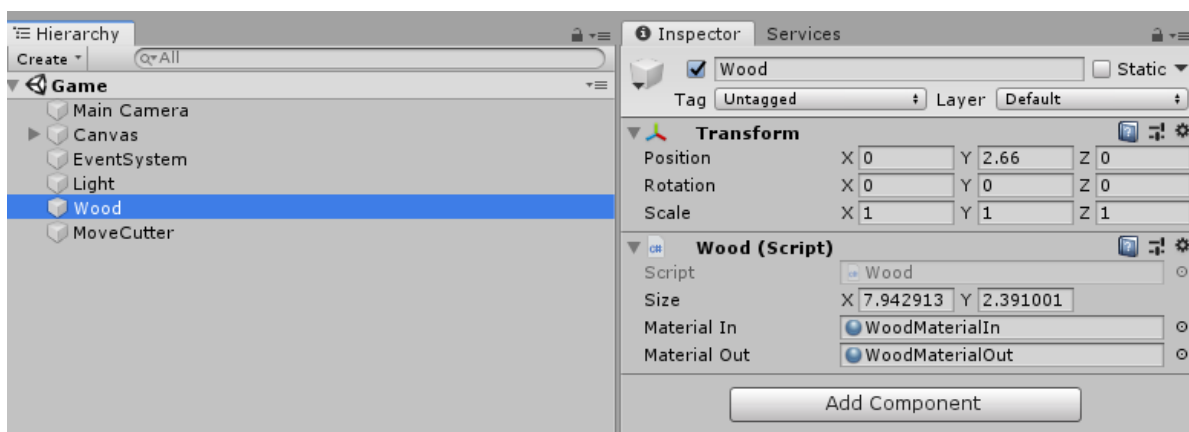 Hierarchy
Create
All
Game
Main Camera
Canvas
EventSystem
Light
Wood
MoveCutter
Inspector Services
Wood Static
Tag Untagged Layer Default
Transform
Position X 0 Y 2.66 Z 0
Rotation X 0 Y 0 Z 0
Scale X 1 Y 1 Z 1
C# Wood (Script)
Script Wood
Size X 7.942913 Y 2.391001
Material In WoodMaterialIn
Material Out WoodMaterialOut
Add Component